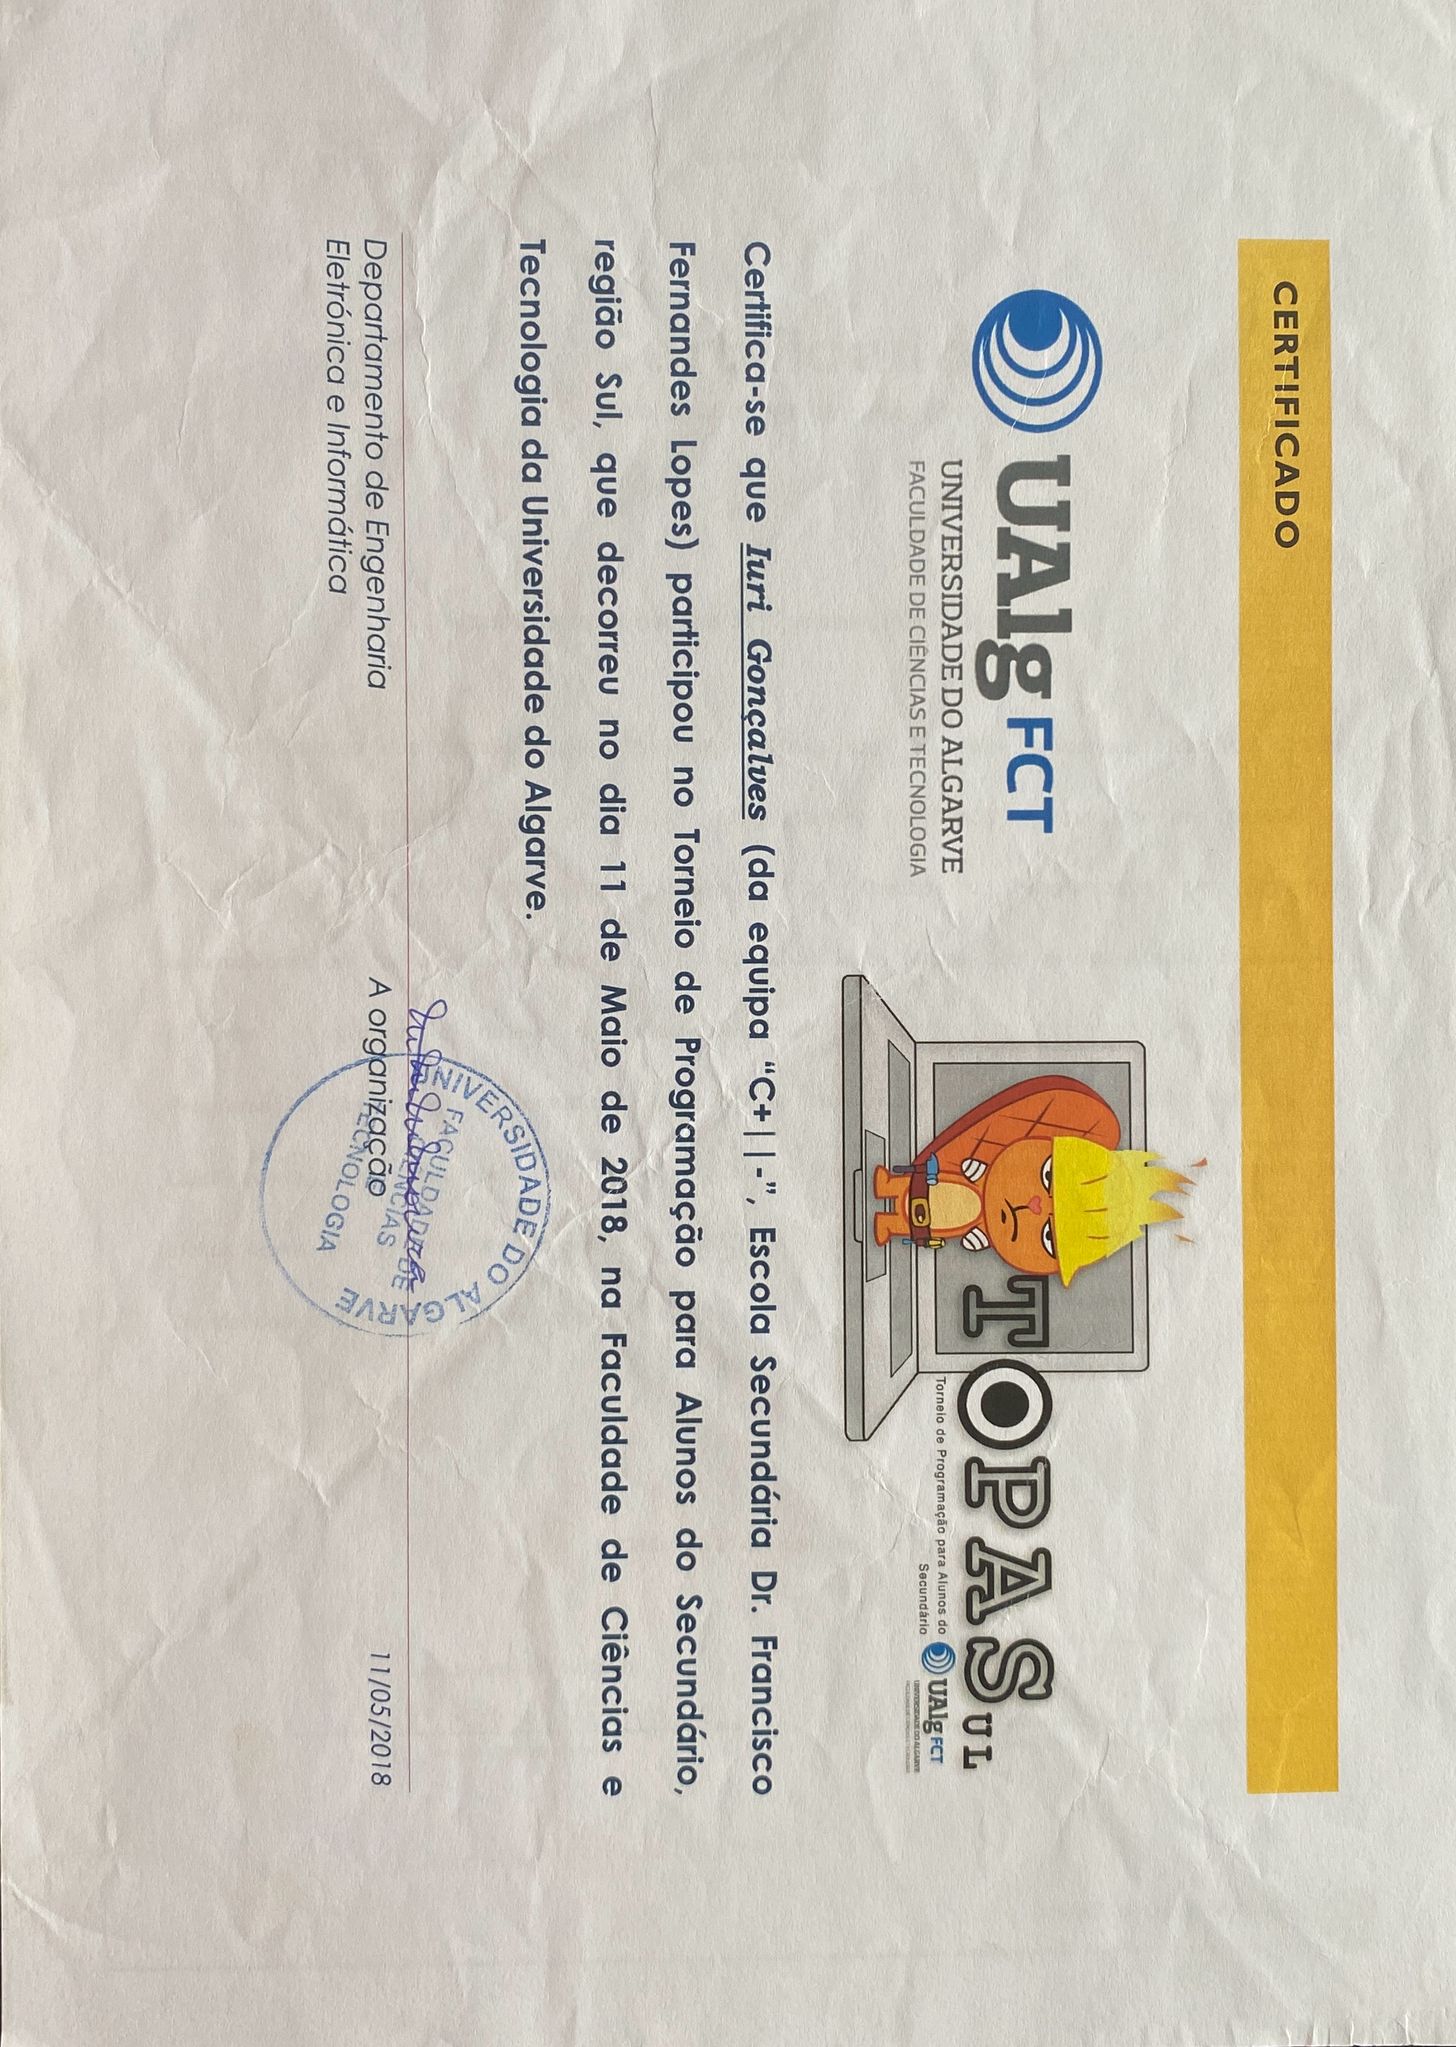 CERTIFICADO
UAlg FCT
UNIVERSIDADE DO ALGARVE
FACULDADE DE CIÊNCIAS E TECNOLOGIA
TOPASUL
Torneio de Programação para Alunos do
Secundário
UAlg FCT
UNIVERSIDADE DO ALGARVE
FACULDADE DE CIÊNCIAS E TECNOLOGIA
Certifica-se que Iuri Gonçalves (da equipa “C+||-”, Escola Secundária Dr. Francisco
Fernandes Lopes) participou no Torneio de Programação para Alunos do Secundário,
região Sul, que decorreu no dia 11 de Maio de 2018, na Faculdade de Ciências e
Tecnologia da Universidade do Algarve.
UNIVERSIDADE DO ALGARVE
FACULDADE DE
CIÊNCIAS
E
TECNOLOGIA
Departamento de Engenharia
Eletrónica e Informática
A organização
11/05/2018